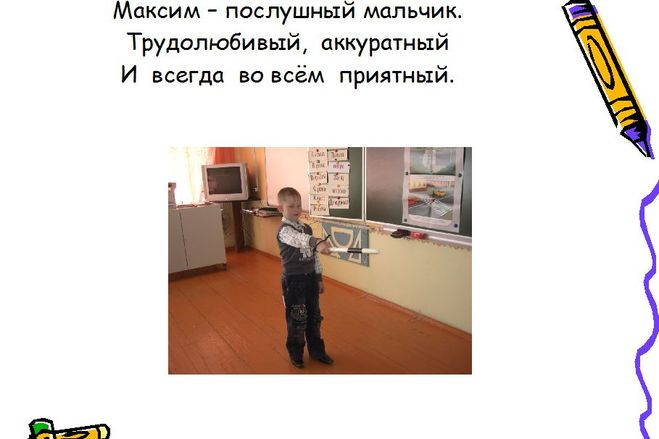 Максим – послушный мальчик.
Трудолюбивый, аккуратный
И всегда во всём приятный.